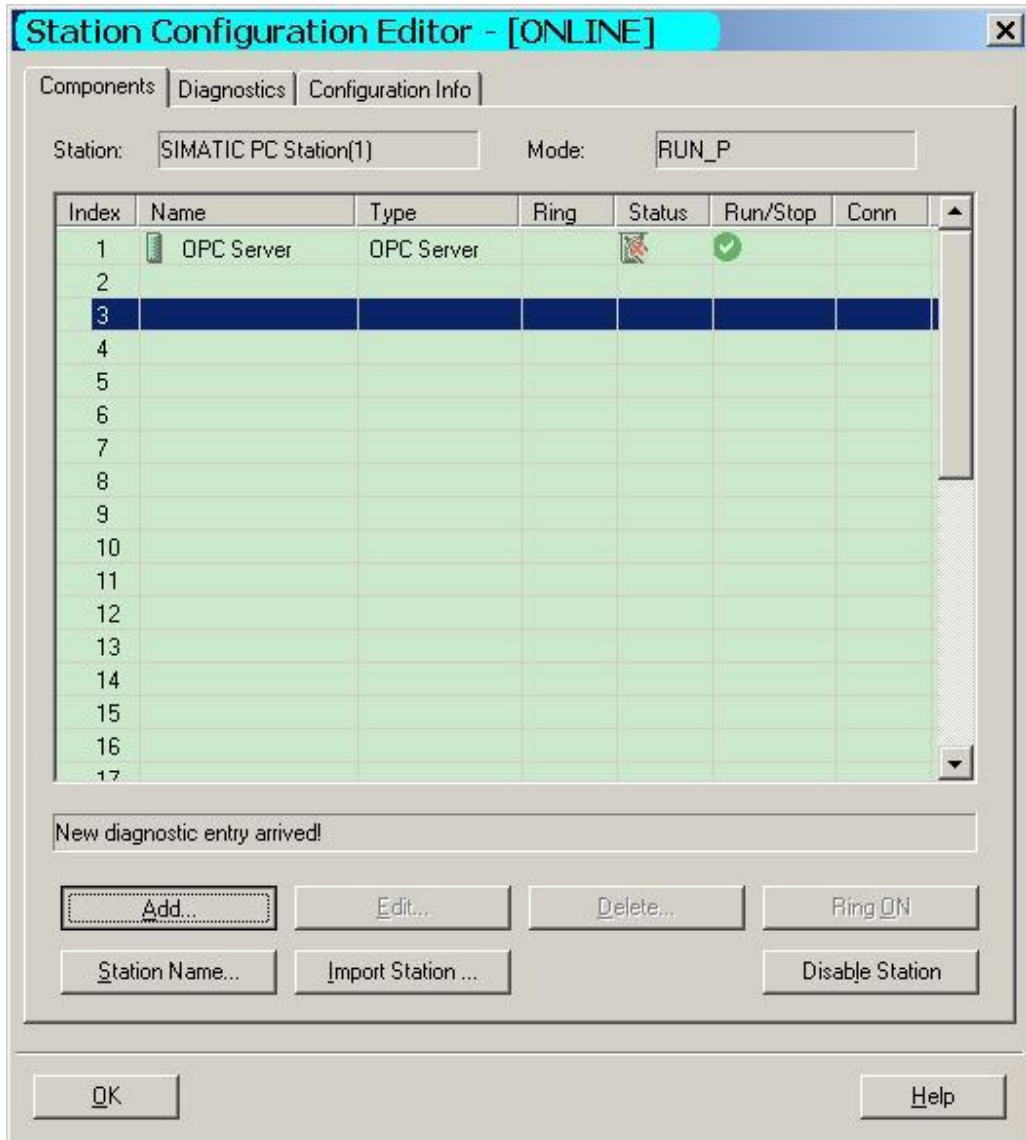 Station Configuration Editor - [ONLINE]
Components Diagnostics Configuration Info
Station: SIMATIC PC Station(1) Mode: RUN_P
Index Name Type Ring Status Run/Stop Conn
1 OPC Server OPC Server
2
3
4
5
6
7
8
9
10
11
12
13
14
15
16
17
New diagnostic entry arrived!
Add... Edit... Delete... Ring ON
Station Name... Import Station ... Disable Station
OK Help